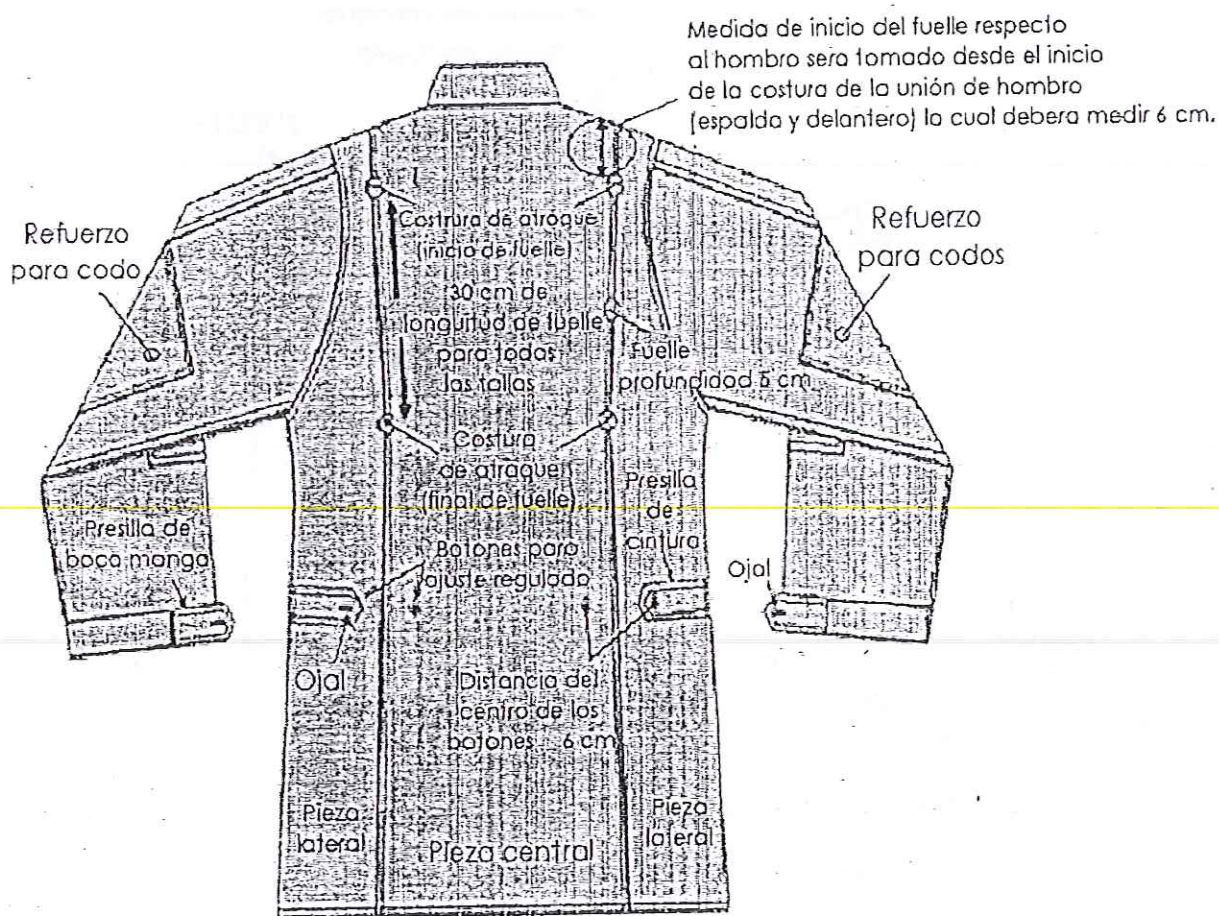 Medida de inicio del fuelle respecto
al hombro sera tomado desde el inicio
de la costura de la unión de hombro
(espalda y delantero) la cual debera medir 6 cm.
Refuerzo
para codo
Costrura de atraque
(inicio de fuelle)
30 cm de
longuitud de fuelle
para todas
las tallas
Refuerzo
para codos
Fuelle
profundidad 5 cm
Costura
de atraque
(final de fuelle)
Presilla
de
cintura
Presilla de
boca manga
Botones para
ajuste regulado
Ojal
Ojal
Distancia del
centro de los
botones 6 cm
Pieza
lateral
Pieza central
Pieza
lateral